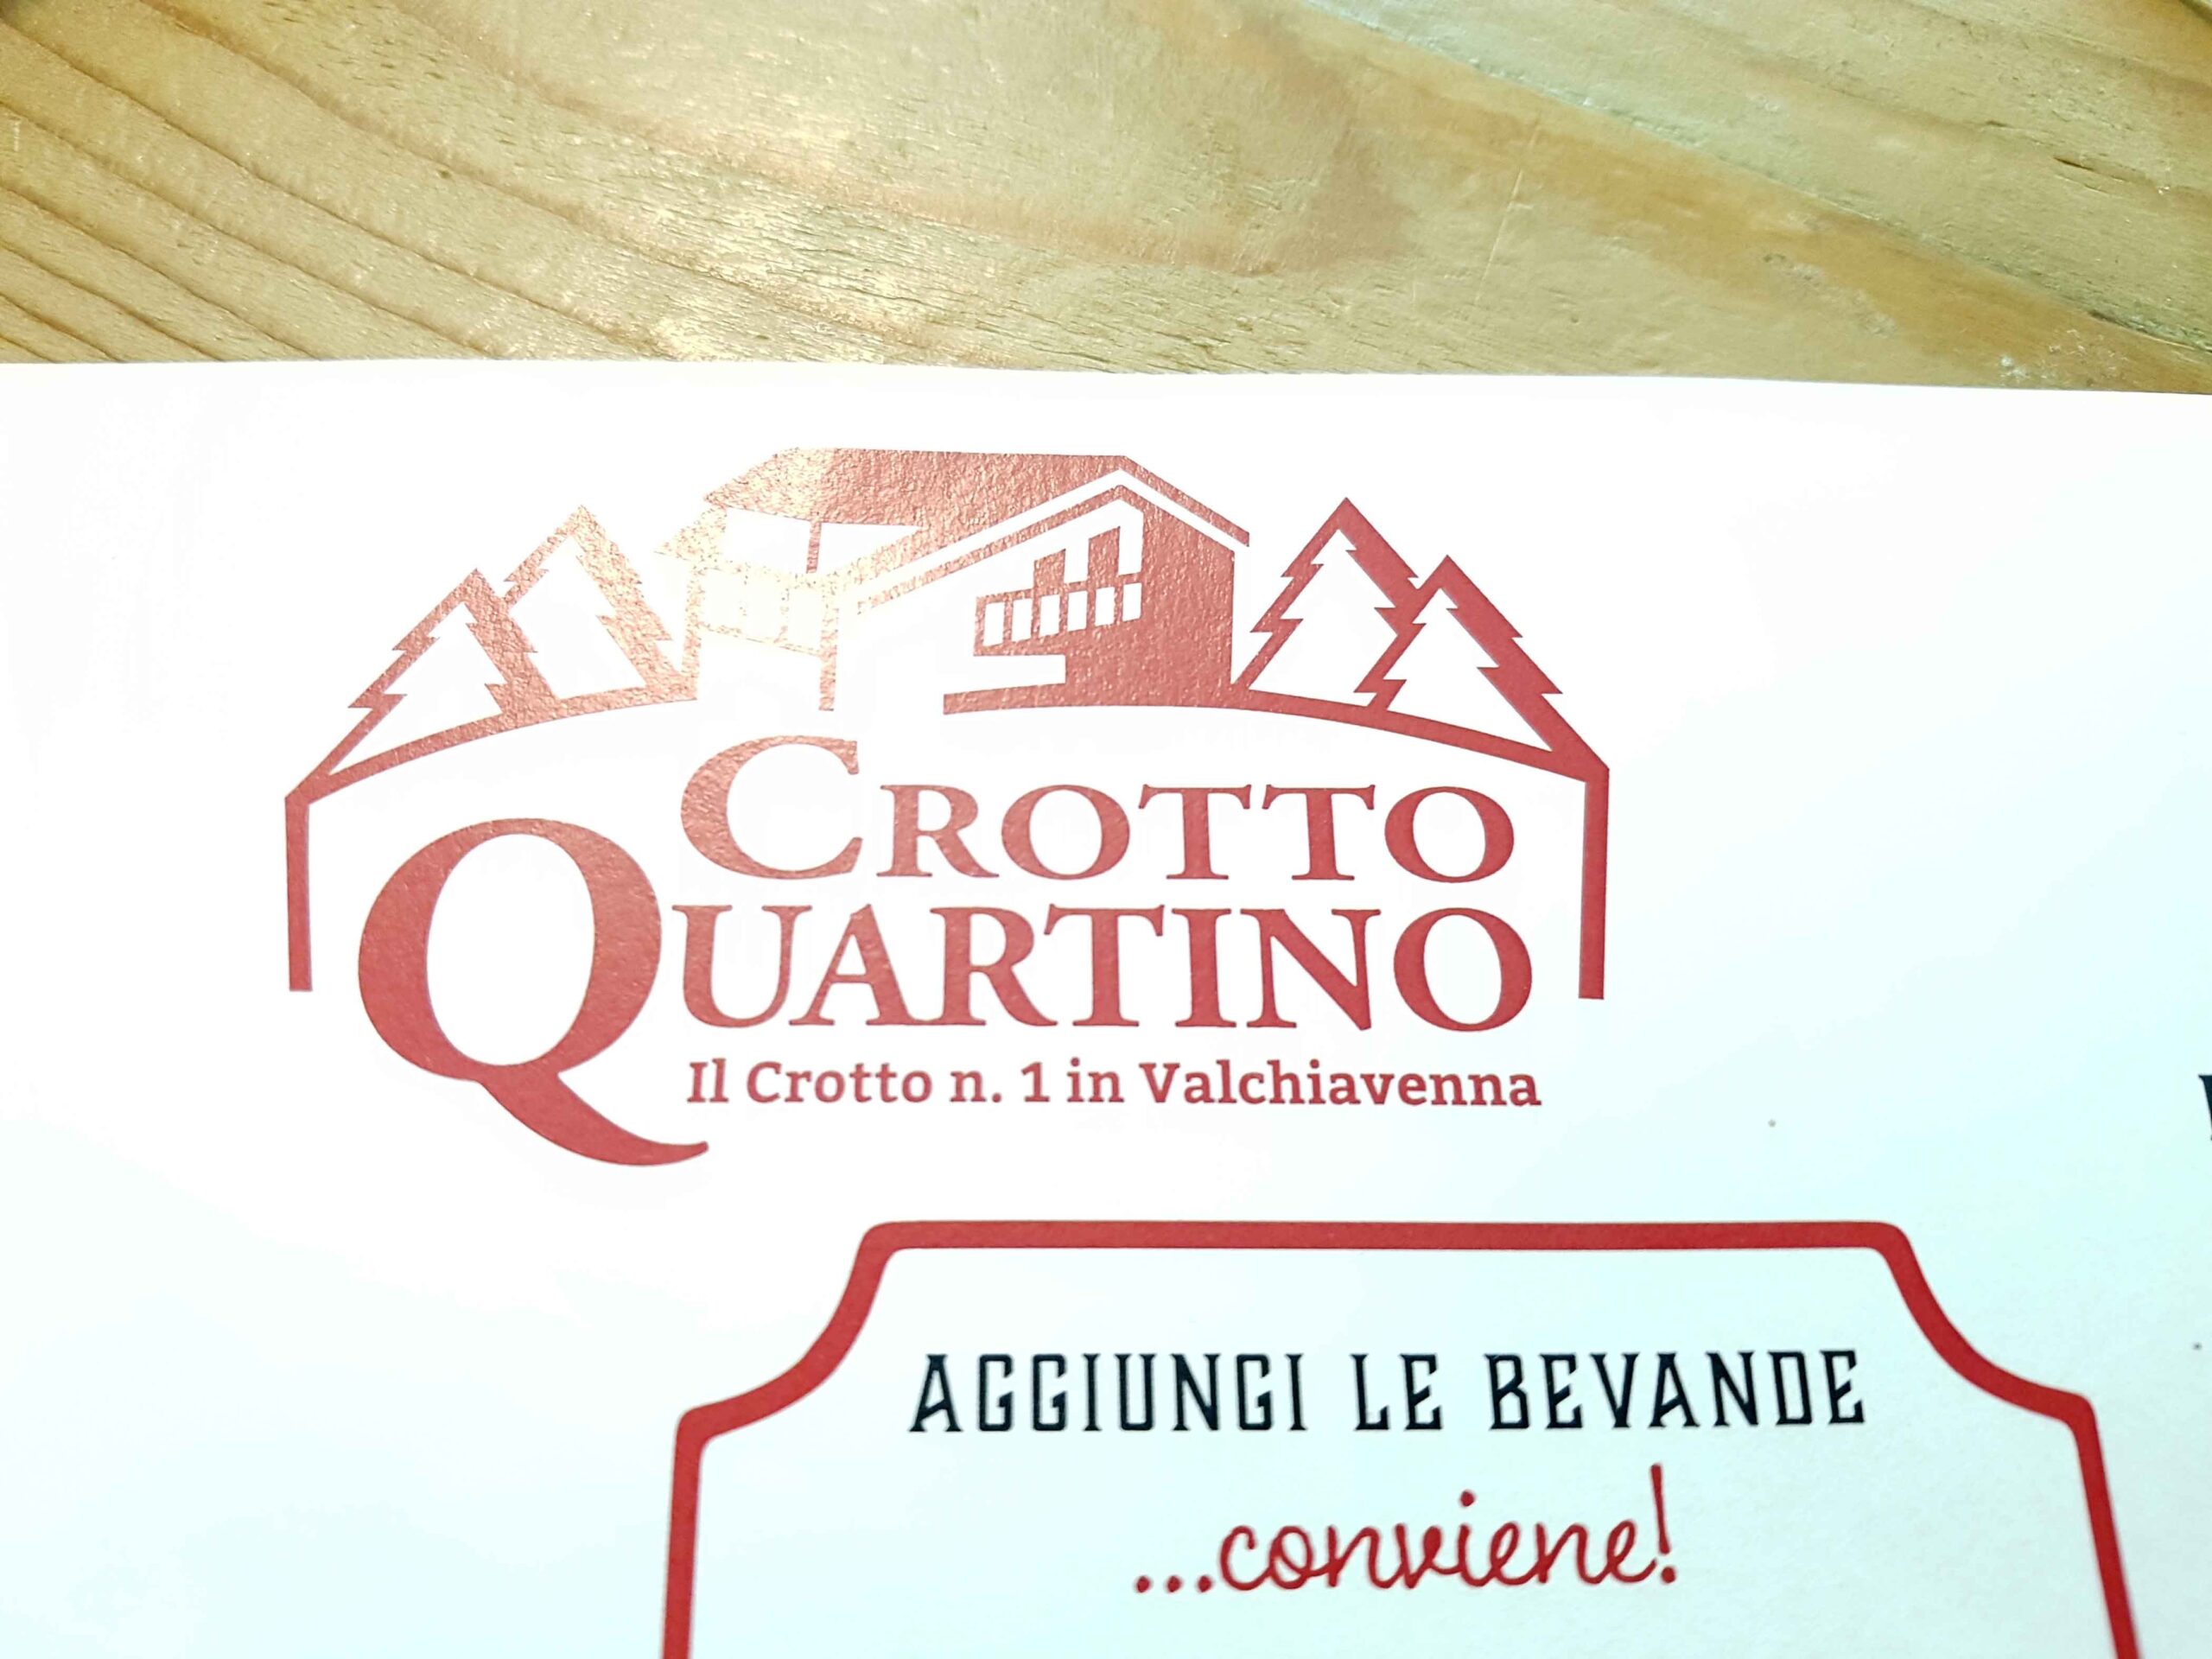 CROTTO
QUARTINO
Il Crotto n. 1 in Valchiavenna
AGGIUNGI LE BEVANDE
...conviene!